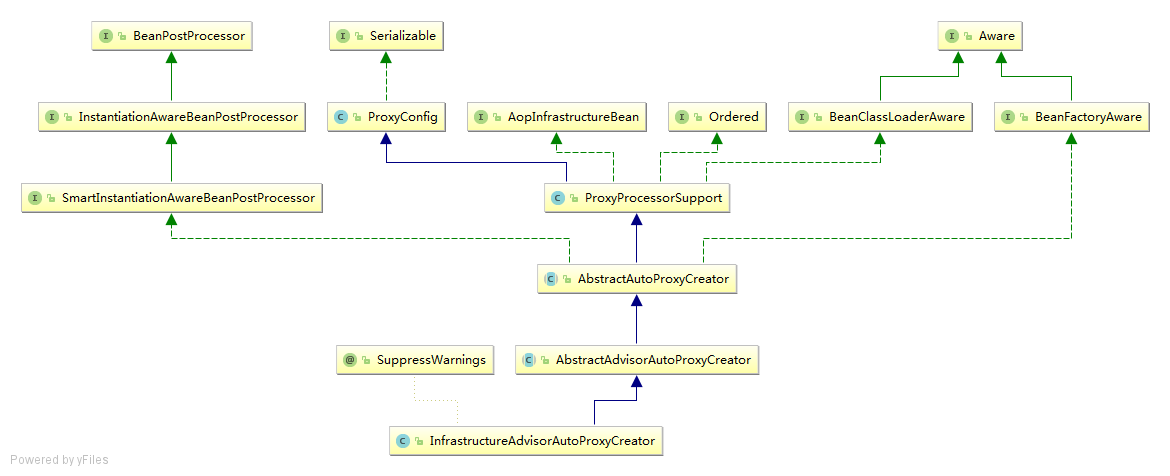 BeanPostProcessor
Serializable
Aware
InstantiationAwareBeanPostProcessor
ProxyConfig
AopInfrastructureBean
Ordered
BeanClassLoaderAware
BeanFactoryAware
SmartInstantiationAwareBeanPostProcessor
ProxyProcessorSupport
AbstractAutoProxyCreator
SuppressWarnings
AbstractAdvisorAutoProxyCreator
InfrastructureAdvisorAutoProxyCreator
Powered by yFiles